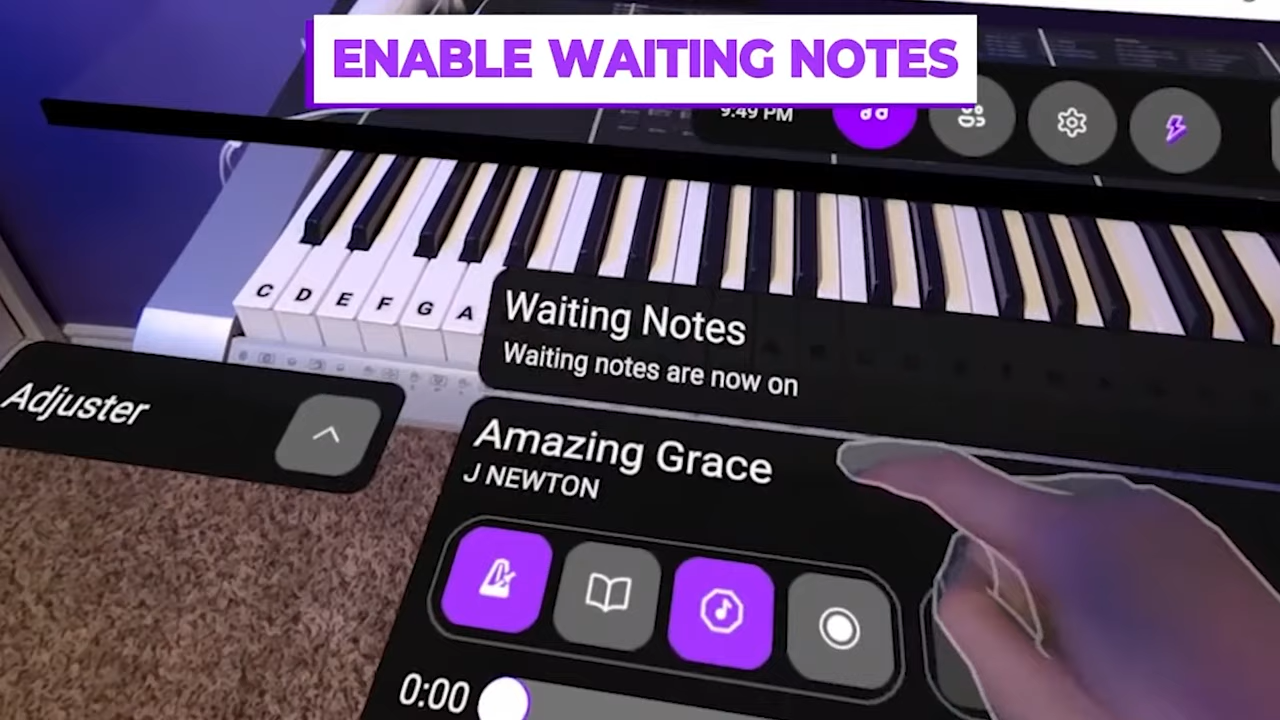 ENABLE WAITING NOTES
9:49 PM
C D E F G A
Waiting Notes
Waiting notes are now on
Adjuster
Amazing Grace
J NEWTON
0:00